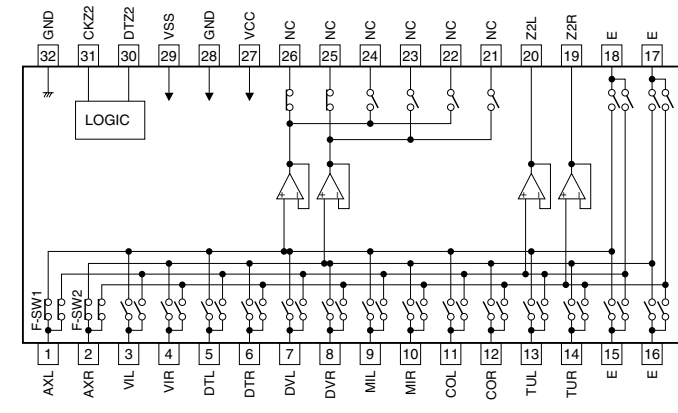 GND CKZ2 DTZ2 VSS GND VCC NC NC NC NC NC NC Z2L Z2R E E
32 31 30 29 28 27 26 25 24 23 22 21 20 19 18 17
LOGIC
+ - + - + - + -
F-SW1 F-SW2
1 2 3 4 5 6 7 8 9 10 11 12 13 14 15 16
AXL AXR VIL VIR DTL DTR DVL DVR MIL MIR COL COR TUL TUR E E